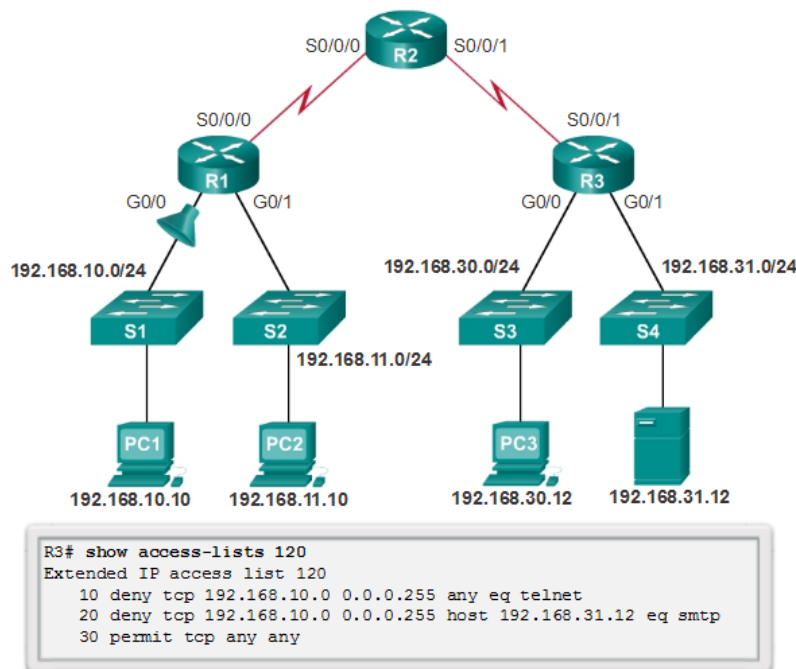 S0/0/0
S0/0/1
R2
S0/0/0
S0/0/1
R1
R3
G0/0
G0/1
G0/0
G0/1
192.168.10.0/24
192.168.30.0/24
192.168.31.0/24
S1
S2
S3
S4
192.168.11.0/24
PC1
PC2
PC3
192.168.10.10
192.168.11.10
192.168.30.12
192.168.31.12
R3# show access-lists 120
Extended IP access list 120
10 deny tcp 192.168.10.0 0.0.0.255 any eq telnet
20 deny tcp 192.168.10.0 0.0.0.255 host 192.168.31.12 eq smtp
30 permit tcp any any